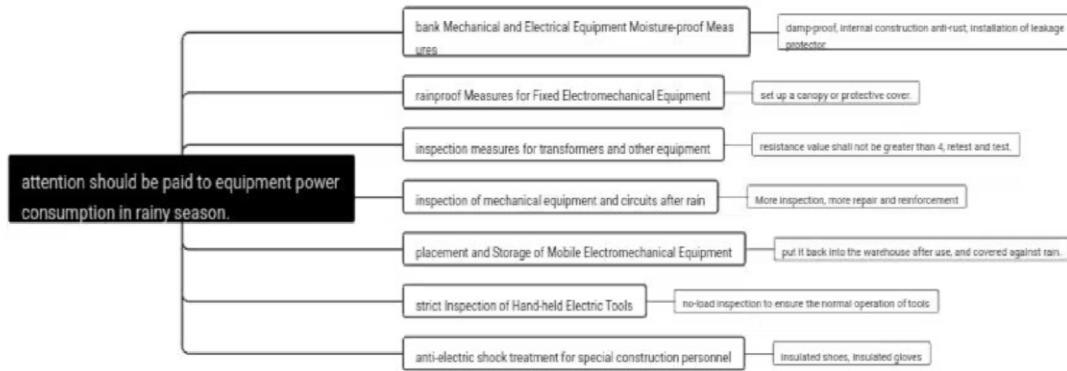 attention should be paid to equipment power
consumption in rainy season.
bank Mechanical and Electrical Equipment Moisture-proof Meas
ures
damp-proof, internal construction anti-rust, installation of leakage
protector
rainproof Measures for Fixed Electromechanical Equipment
set up a canopy or protective cover.
inspection measures for transformers and other equipment
resistance value shall not be greater than 4, retest and test.
inspection of mechanical equipment and circuits after rain
More inspection, more repair and reinforcement
placement and Storage of Mobile Electromechanical Equipment
put it back into the warehouse after use, and covered against rain.
strict Inspection of Hand-held Electric Tools
no-load inspection to ensure the normal operation of tools
anti-electric shock treatment for special construction personnel
insulated shoes, insulated gloves